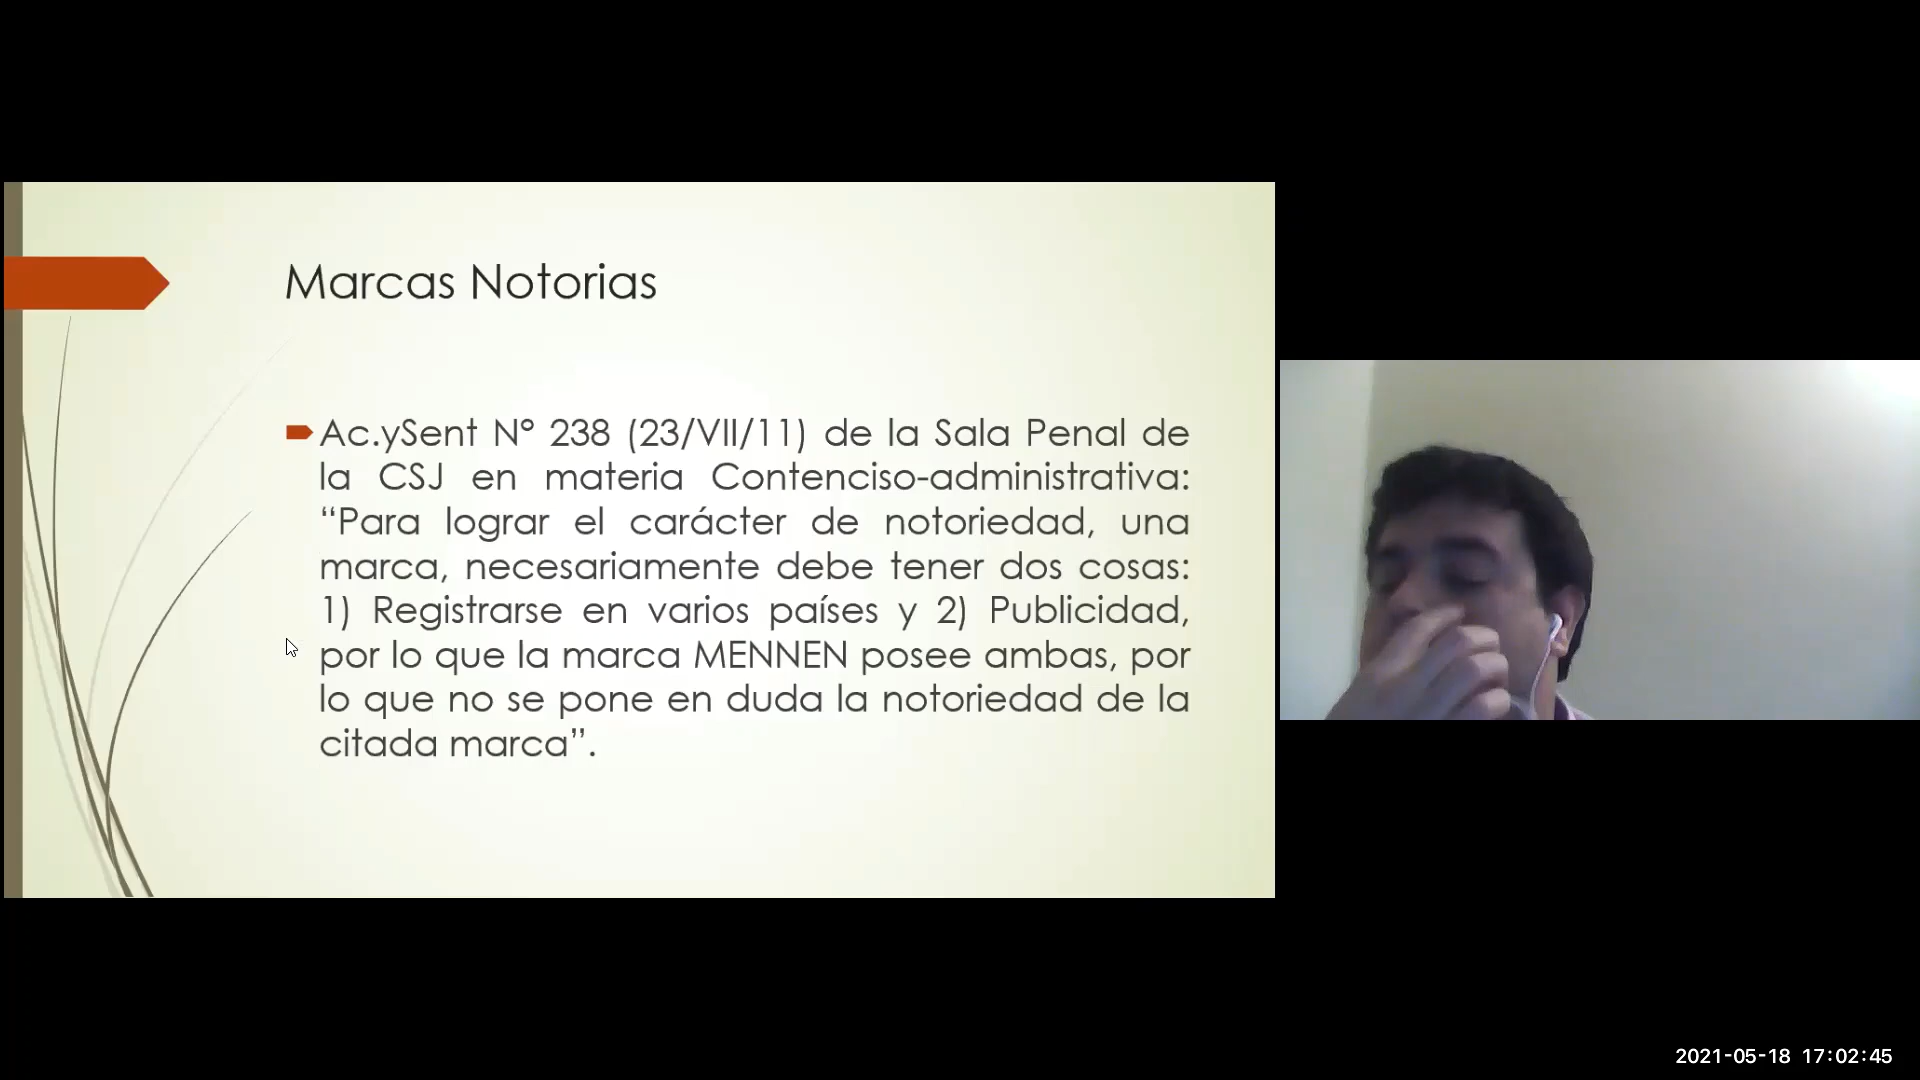 Marcas Notorias
Ac.ySent N° 238 (23/VII/11) de la Sala Penal de
la CSJ en materia Contenciso-administrativa:
“Para lograr el carácter de notoriedad, una
marca, necesariamente debe tener dos cosas:
1) Registrarse en varios países y 2) Publicidad,
por lo que la marca MENNEN posee ambas, por
lo que no se pone en duda la notoriedad de la
citada marca”.
2021-05-18 17:02:45